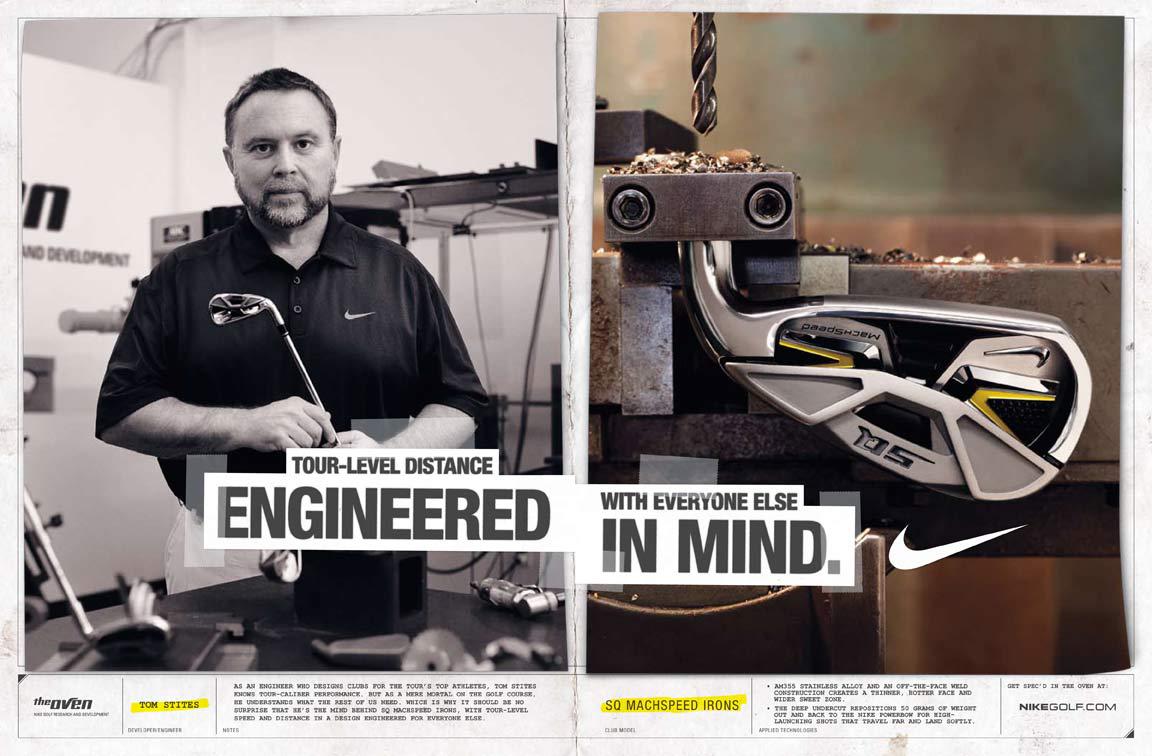 n
AND DEVELOPMENT
MACHSPEED
SQ
TOUR-LEVEL DISTANCE
ENGINEERED
WITH EVERYONE ELSE
IN MIND.
theoven
NIKE GOLF RESEARCH AND DEVELOPMENT
TOM STITES
DEVELOPER/ENGINEER
AS AN ENGINEER WHO DESIGNS CLUBS FOR THE TOUR'S TOP ATHLETES, TOM STITES
KNOWS TOUR-CALIBER PERFORMANCE. BUT AS A MERE MORTAL ON THE GOLF COURSE,
HE UNDERSTANDS WHAT THE REST OF US NEED. WHICH IS WHY IT SHOULD BE NO
SURPRISE THAT HE'S THE MIND BEHIND SQ MACHSPEED IRONS, WITH TOUR-LEVEL
SPEED AND DISTANCE IN A DESIGN ENGINEERED FOR EVERYONE ELSE.
NOTES
SQ MACHSPEED IRONS
CLUB MODEL
• AM355 STAINLESS ALLOY AND AN OFF-THE-FACE WELD
CONSTRUCTION CREATES A THINNER, HOTTER FACE AND
WIDER SWEET ZONE.
• THE DEEP UNDERCUT REPOSITIONS 50 GRAMS OF WEIGHT
OUT AND BACK TO THE NIKE POWERBOW FOR HIGH-
LAUNCHING SHOTS THAT TRAVEL FAR AND LAND SOFTLY.
APPLIED TECHNOLOGIES
GET SPEC'D IN THE OVEN AT:
NIKEGOLF.COM